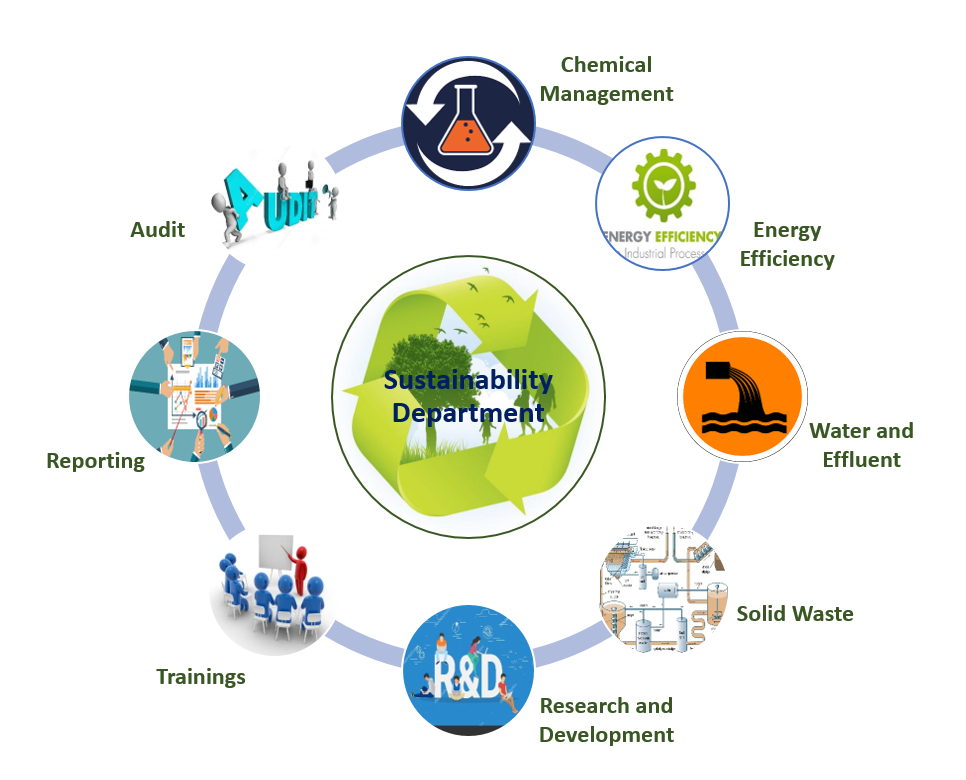 Chemical
Management
ENERGY EFFICIENCY
Industrial Process
Energy
Efficiency
AUDIT
Audit
Sustainability
Department
Water and
Effluent
Reporting
Solid Waste
Trainings
R&D
Research and
Development